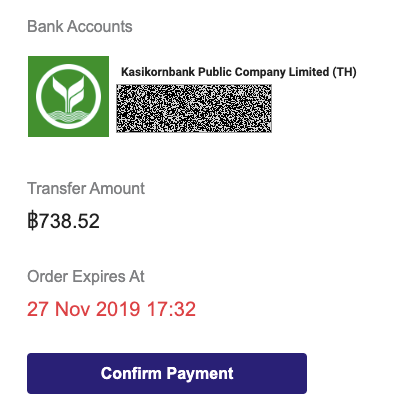 Bank Accounts
Kasikornbank Public Company Limited (TH)
Transfer Amount
฿738.52
Order Expires At
27 Nov 2019 17:32
Confirm Payment